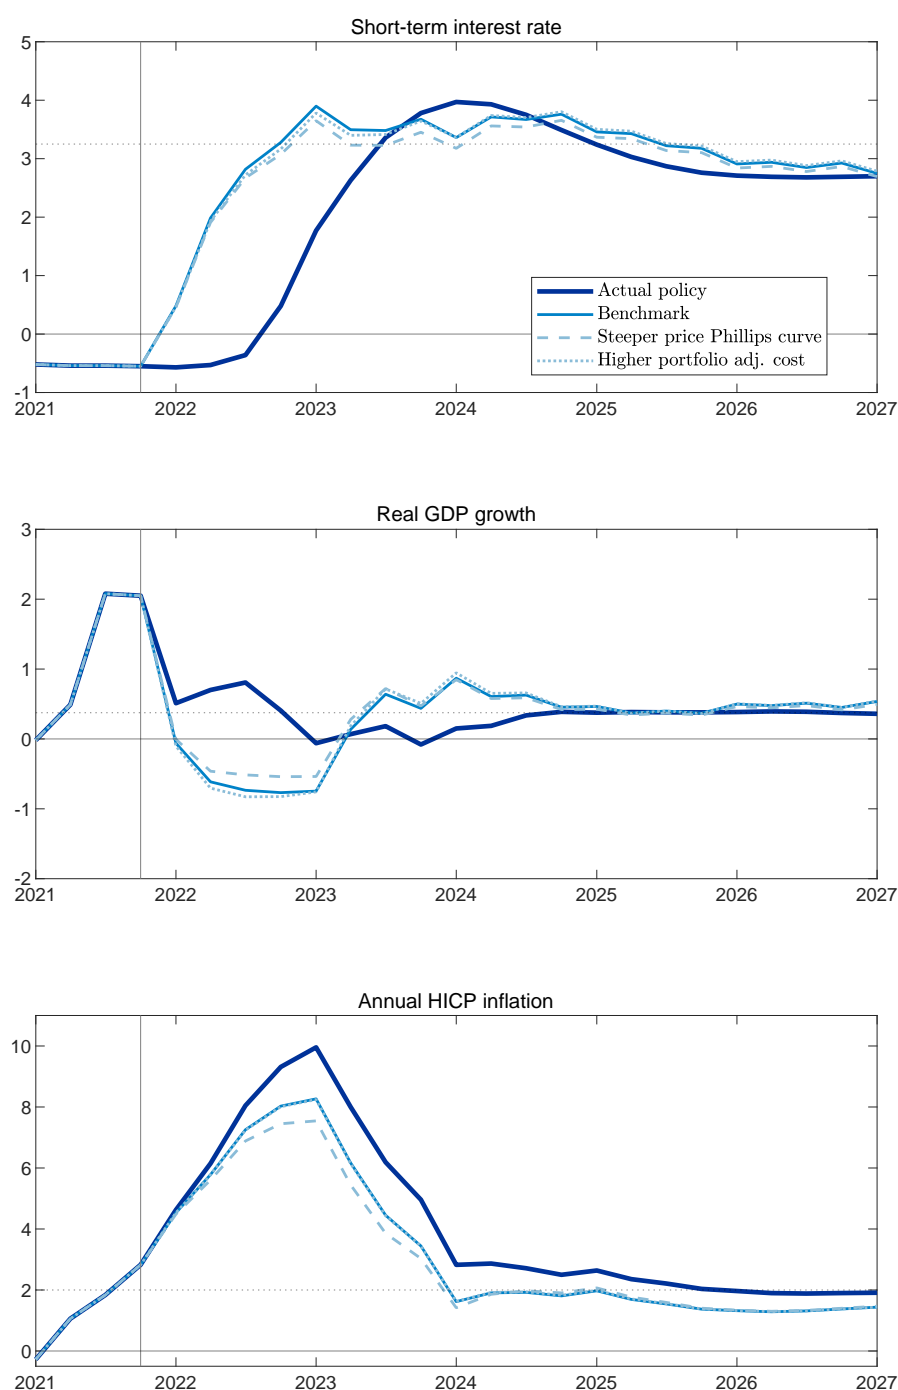 Short-term interest rate
5
4
3
2
1
0
-1
Actual policy
Benchmark
Steeper price Phillips curve
Higher portfolio adj. cost
2021 2022 2023 2024 2025 2026 2027
Real GDP growth
3
2
1
0
-1
-2
2021 2022 2023 2024 2025 2026 2027
Annual HICP inflation
10
8
6
4
2
0
2021 2022 2023 2024 2025 2026 2027